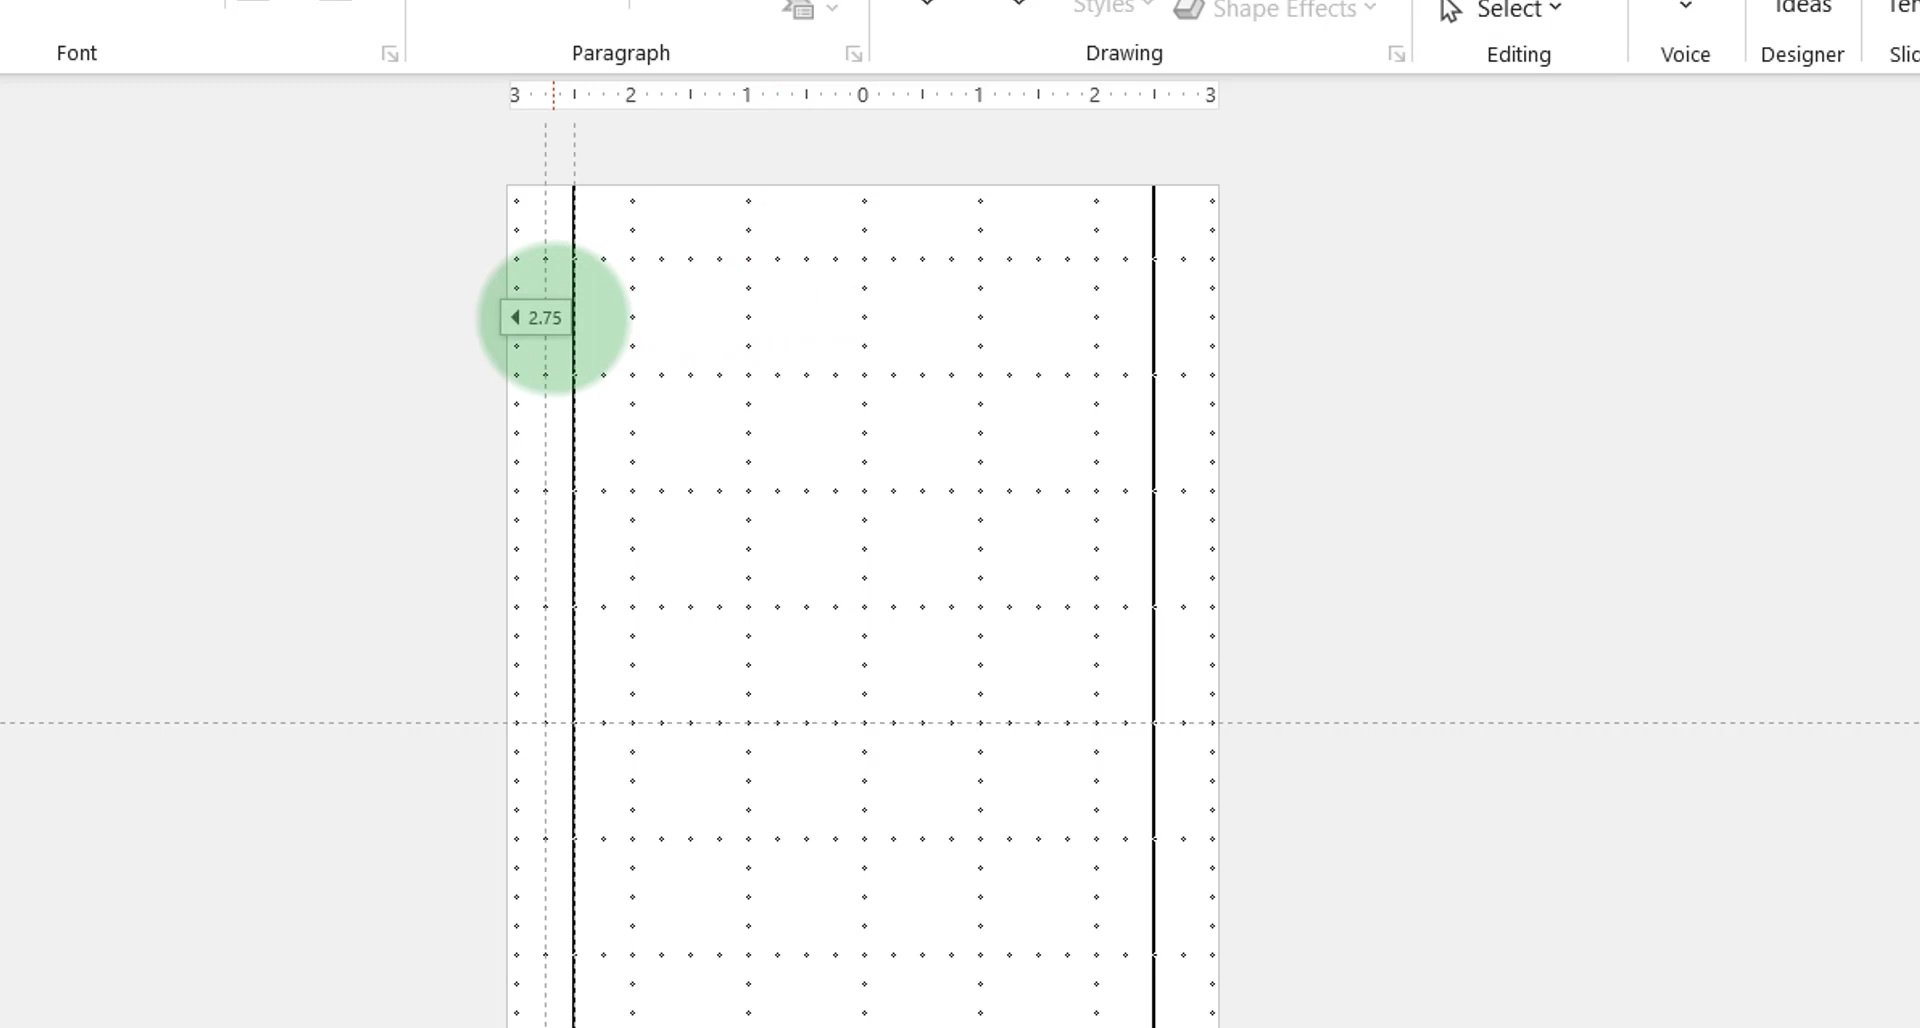 Styles
Shape Effects
Select
Ideas
Font
Paragraph
Drawing
Editing
Voice
Designer
3 2 1 0 1 2 3
2.75